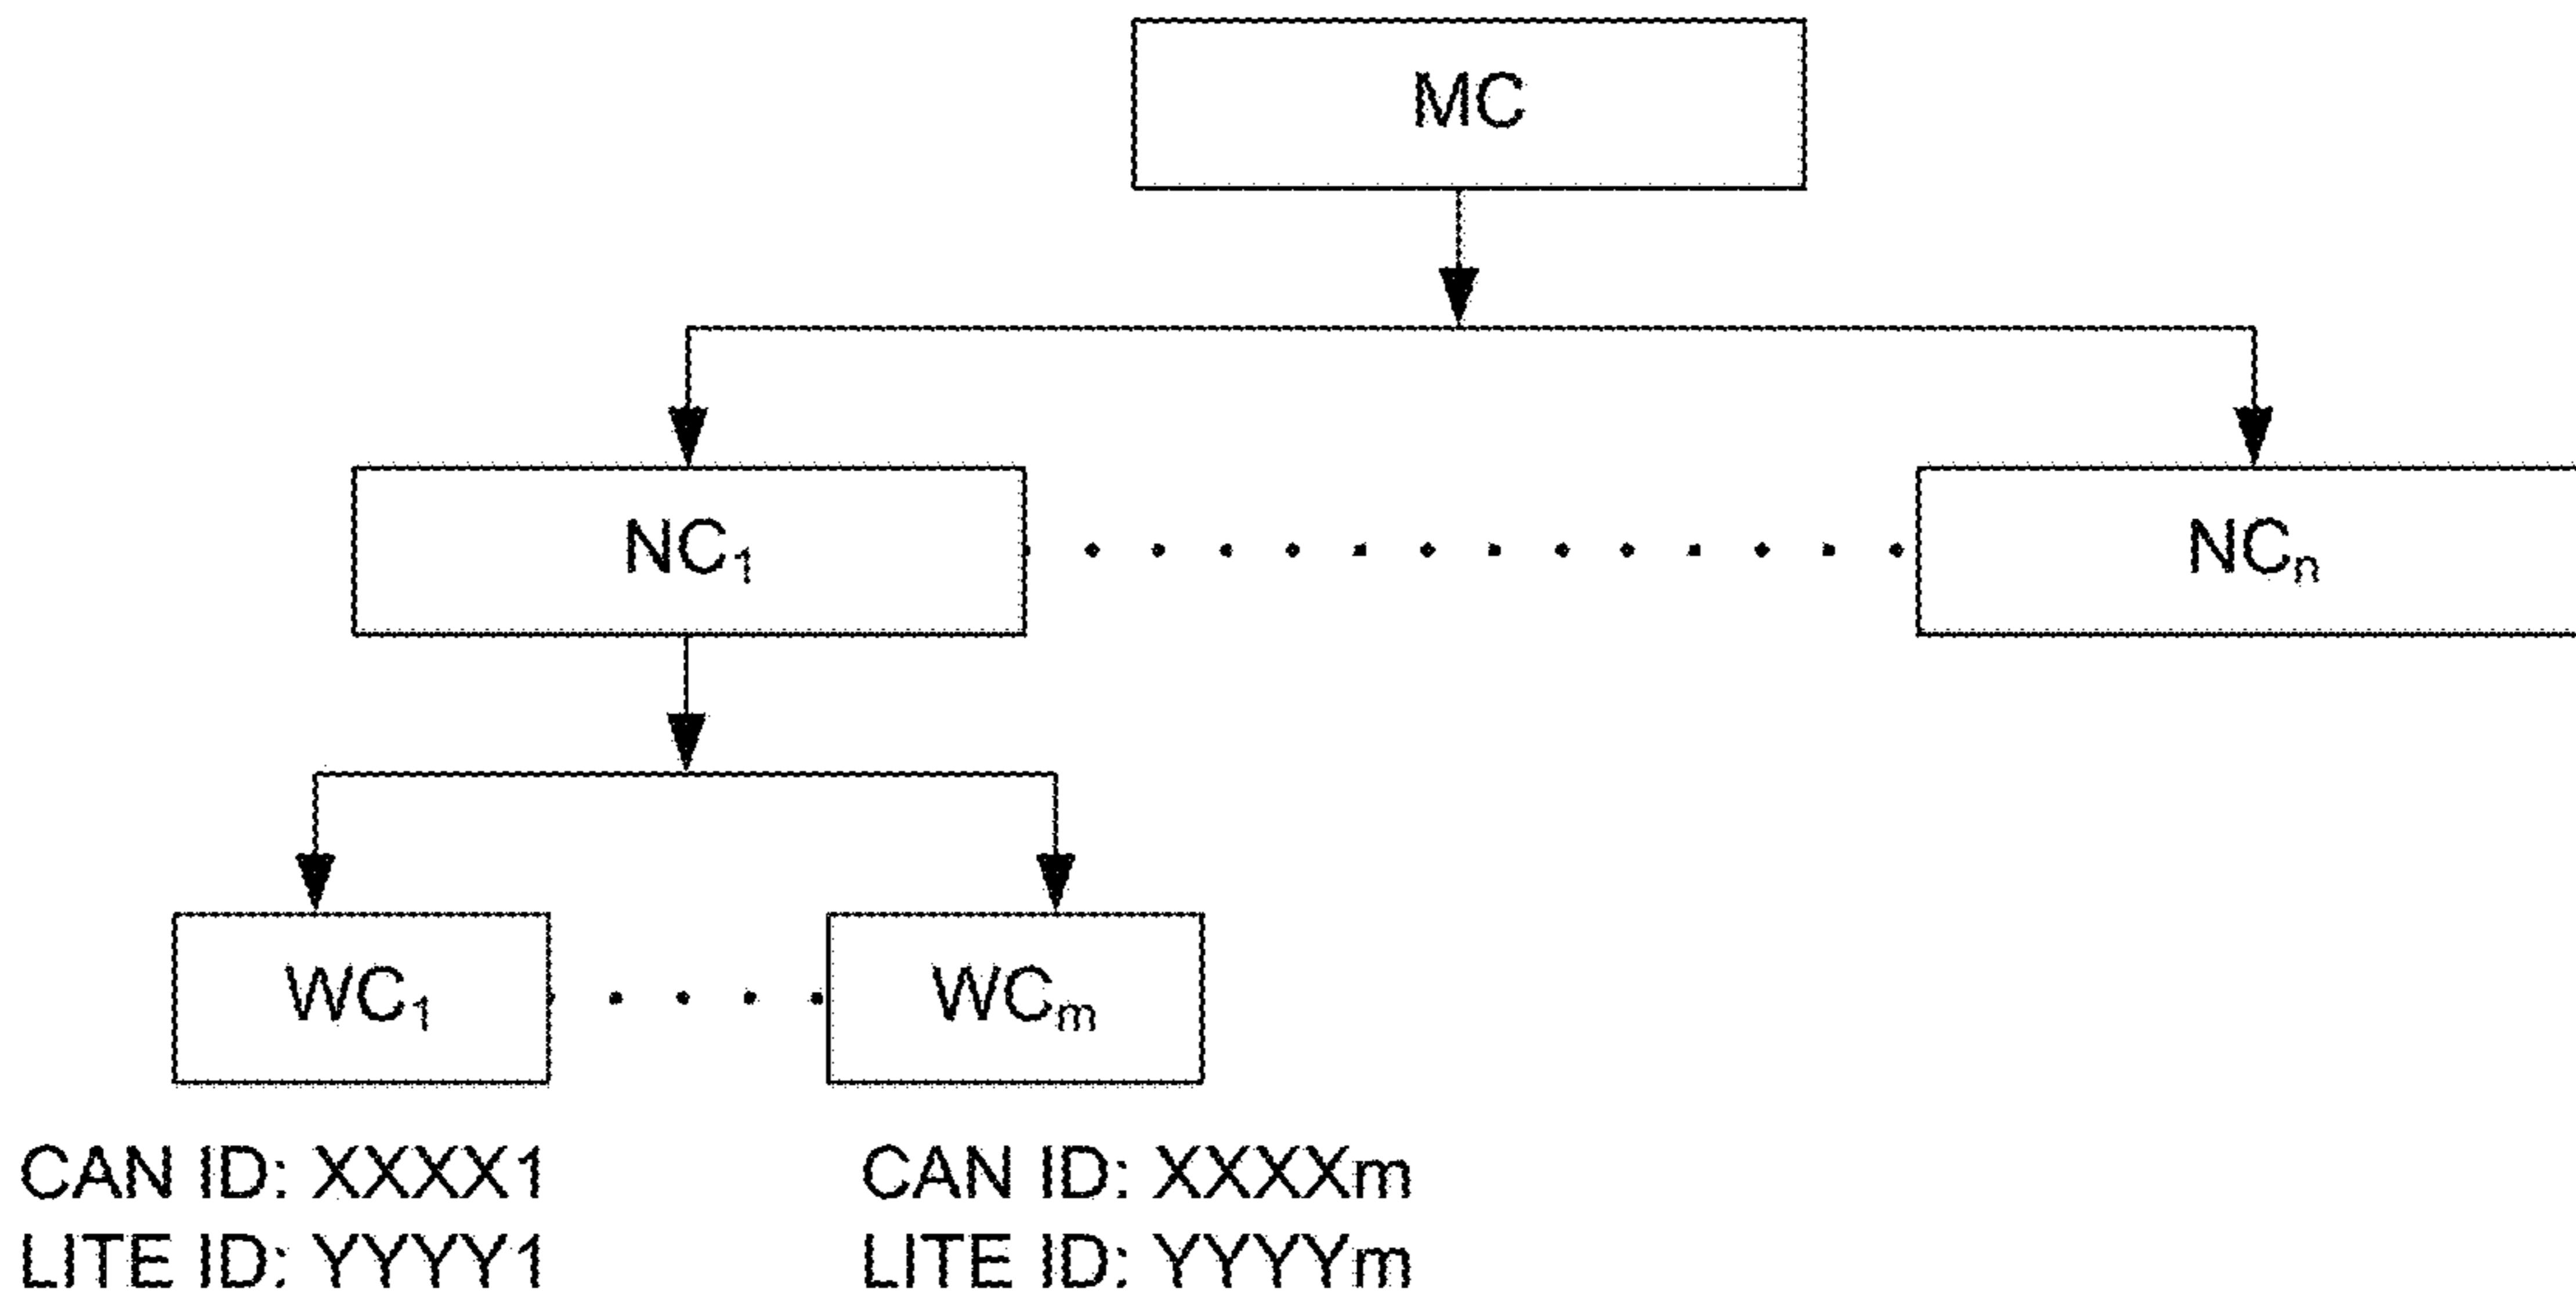 MC
NC₁ NCₙ
WC₁ WCₘ
CAN ID: XXXX1 CAN ID: XXXXm
LITE ID: YYYY1 LITE ID: YYYYm